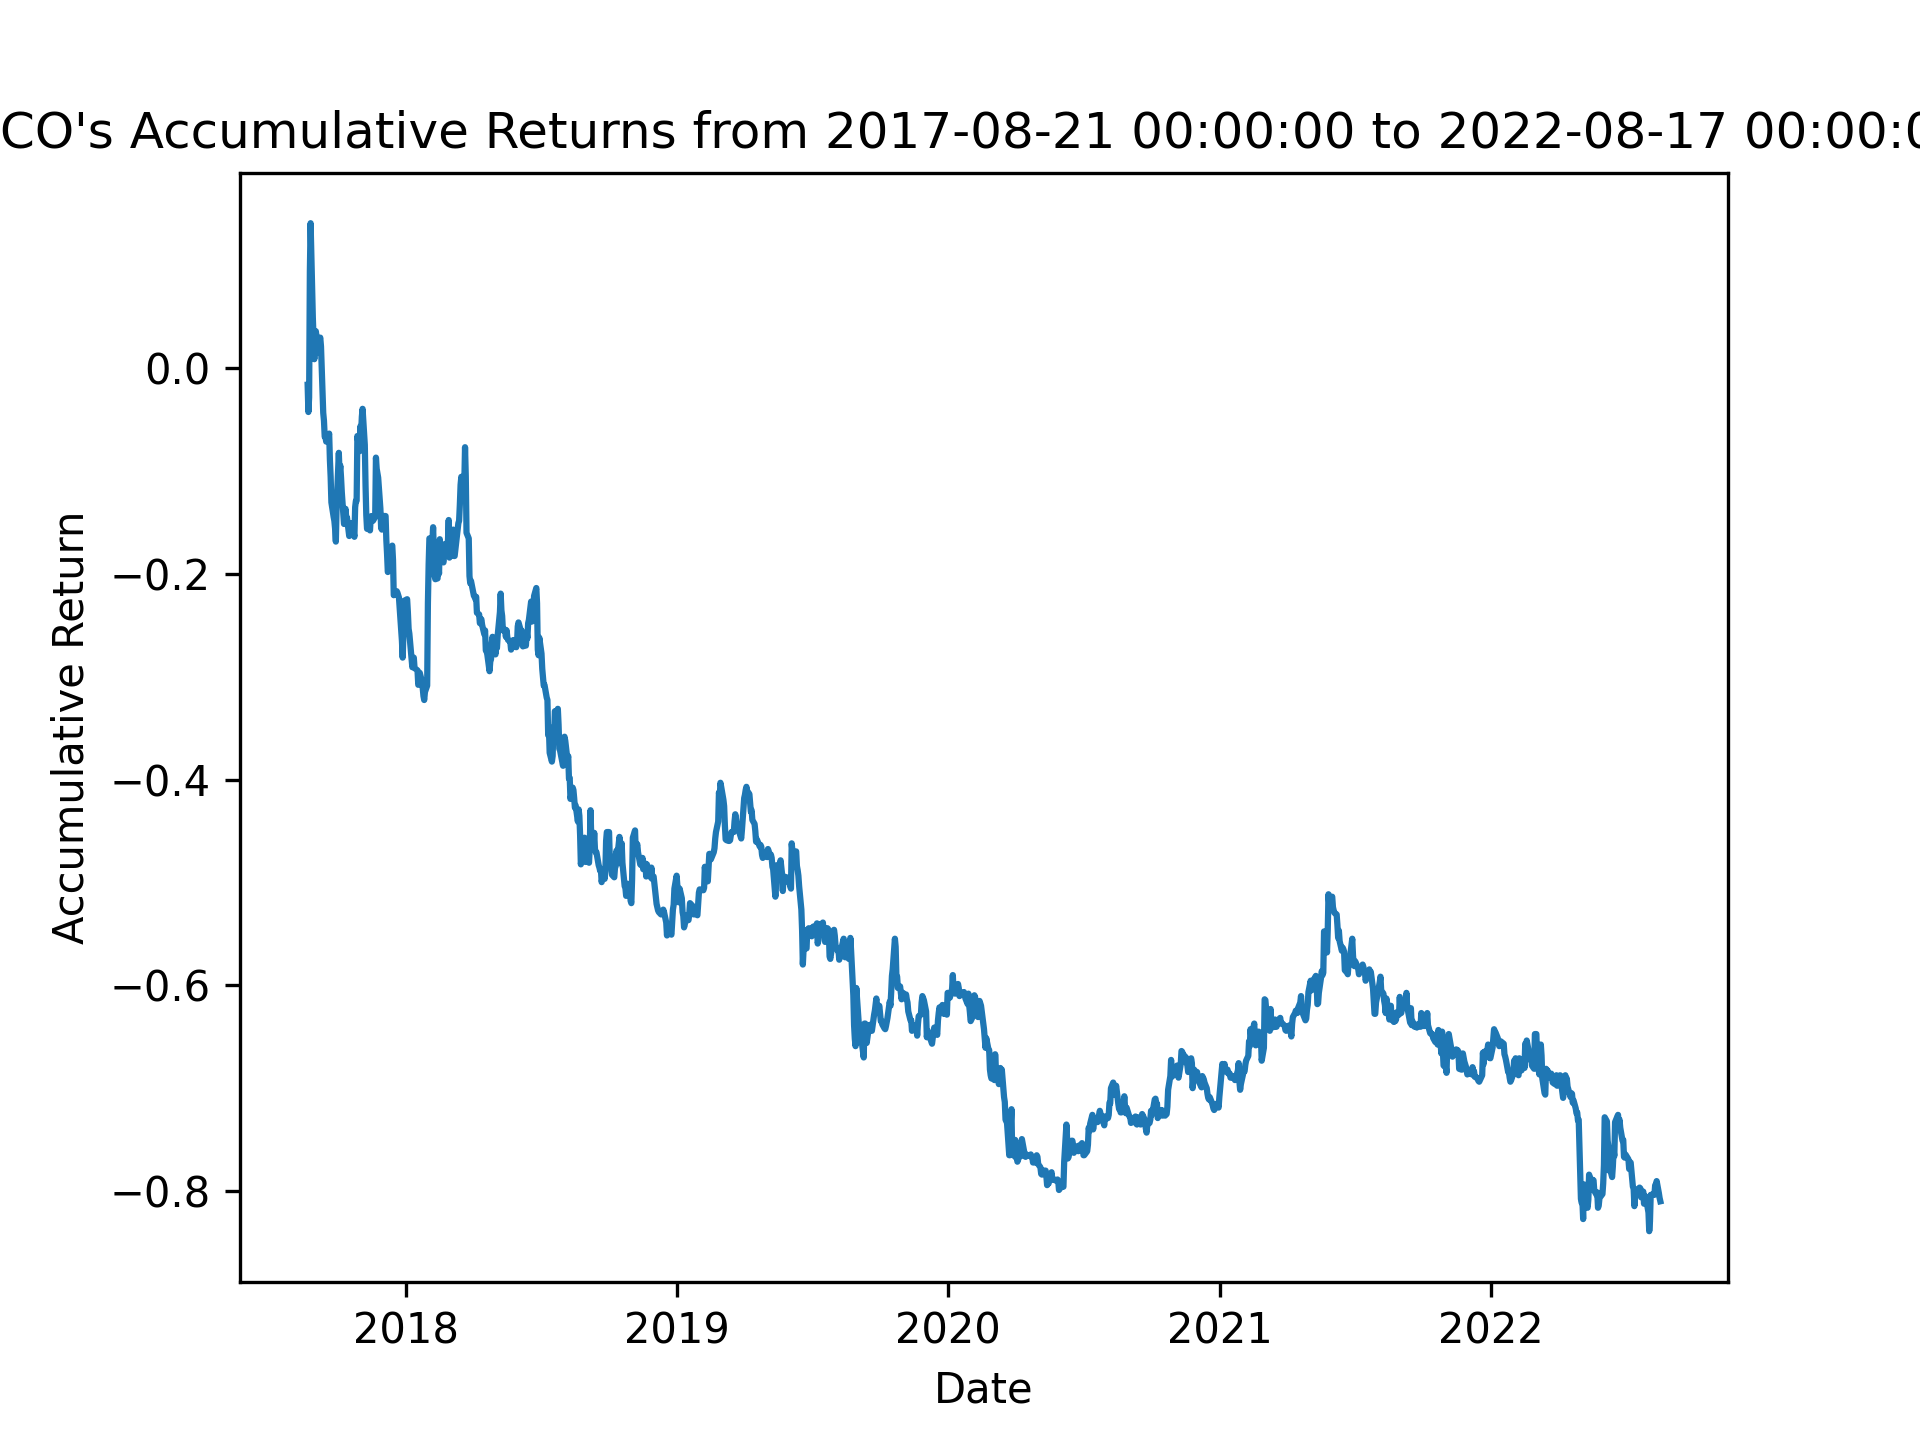 CO's Accumulative Returns from 2017-08-21 00:00:00 to 2022-08-17 00:00:0
0.0
−0.2
−0.4
−0.6
−0.8
Accumulative Return
2018 2019 2020 2021 2022
Date